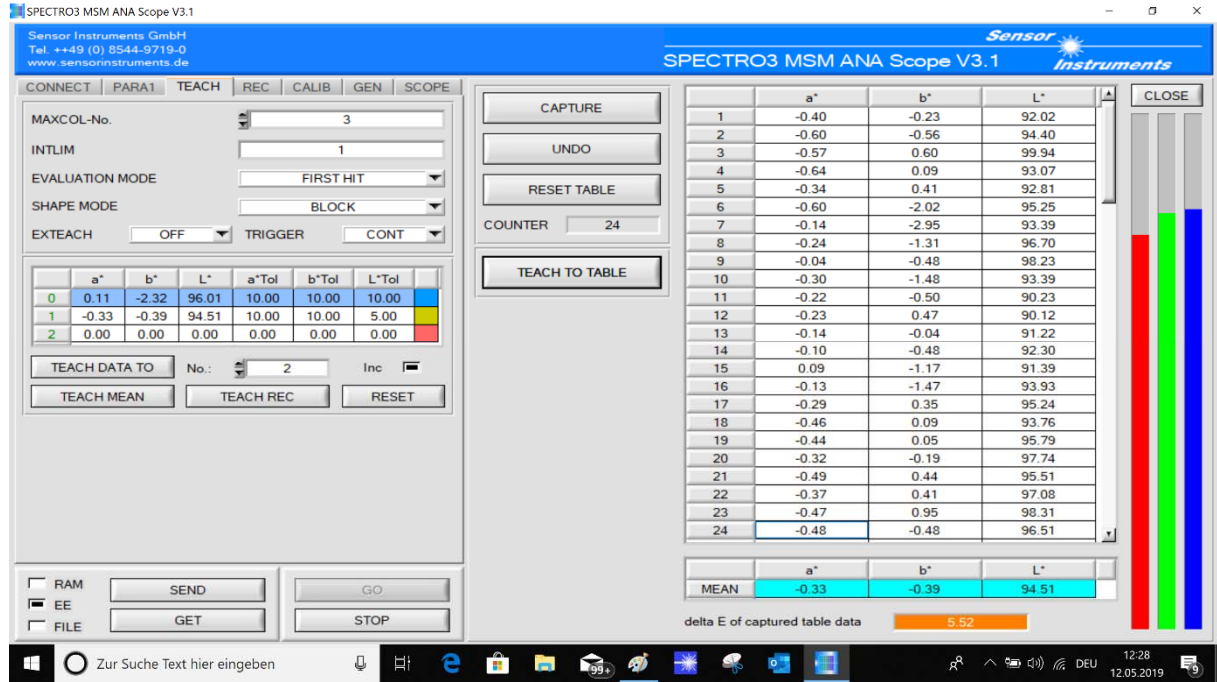 SPECTRO3 MSM ANA Scope V3.1
Sensor Instruments GmbH
Tel. ++49 (0) 8544-9719-0
www.sensorinstruments.de
Sensor
Instruments
SPECTRO3 MSM ANA Scope V3.1
CONNECT PARA1 TEACH REC CALIB GEN SCOPE
MAXCOL-No. 3
INTLIM 1
EVALUATION MODE FIRST HIT
SHAPE MODE BLOCK
EXTEACH OFF TRIGGER CONT
a* b* L* a*Tol b*Tol L*Tol
0 0.11 -2.32 96.01 10.00 10.00 10.00
1 -0.33 -0.39 94.51 10.00 10.00 5.00
2 0.00 0.00 0.00 0.00 0.00 0.00
TEACH DATA TO No.: 2 Inc
TEACH MEAN TEACH REC RESET
RAM
EE
FILE
SEND GO
GET STOP
CAPTURE
UNDO
RESET TABLE
COUNTER 24
TEACH TO TABLE
CLOSE
a* b* L*
1 -0.40 -0.23 92.02
2 -0.60 -0.56 94.40
3 -0.57 0.60 99.94
4 -0.64 0.09 93.07
5 -0.34 0.41 92.81
6 -0.60 -2.02 95.25
7 -0.14 -2.95 93.39
8 -0.24 -1.31 96.70
9 -0.04 -0.48 98.23
10 -0.30 -1.48 93.39
11 -0.22 -0.50 90.23
12 -0.23 0.47 90.12
13 -0.14 -0.04 91.22
14 -0.10 -0.48 92.30
15 0.09 -1.17 91.39
16 -0.13 -1.47 93.93
17 -0.29 0.35 95.24
18 -0.46 0.09 93.76
19 -0.44 0.05 95.79
20 -0.32 -0.19 97.74
21 -0.49 0.44 95.51
22 -0.37 0.41 97.08
23 -0.47 0.95 98.31
24 -0.48 -0.48 96.51
a* b* L*
MEAN -0.33 -0.39 94.51
delta E of captured table data 5.52
Zur Suche Text hier eingeben
99+
DEU
12:28
12.05.2019
9